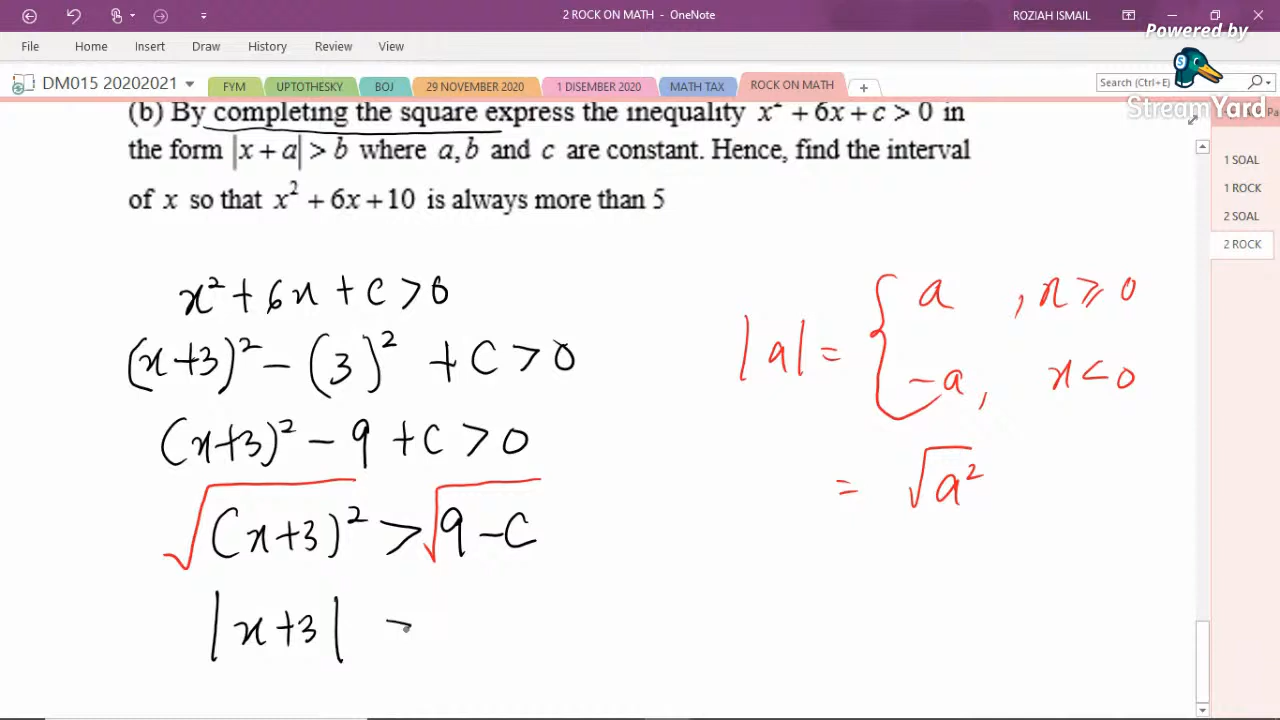 2 ROCK ON MATH - OneNote
ROZIAH ISMAIL
Powered by
StreamYard
File Home Insert Draw History Review View
DM015 20202021 FYM UPTOTHESKY BOJ 29 NOVEMBER 2020 1 DISEMBER 2020 MATH TAX ROCK ON MATH + Search (Ctrl+E)
Pa
1 SOAL
1 ROCK
2 SOAL
2 ROCK
(b) By completing the square express the inequality x² + 6x + c > 0 in
the form |x + a| > b where a, b and c are constant. Hence, find the interval
of x so that x² + 6x + 10 is always more than 5
x² + 6x + c > 0
(x+3)² - (3)² + c > 0
(x+3)² - 9 + c > 0
√(x+3)² > √9 - c
|x+3| >
|a| = { a , x ≥ 0
-a, x < 0
= √a²